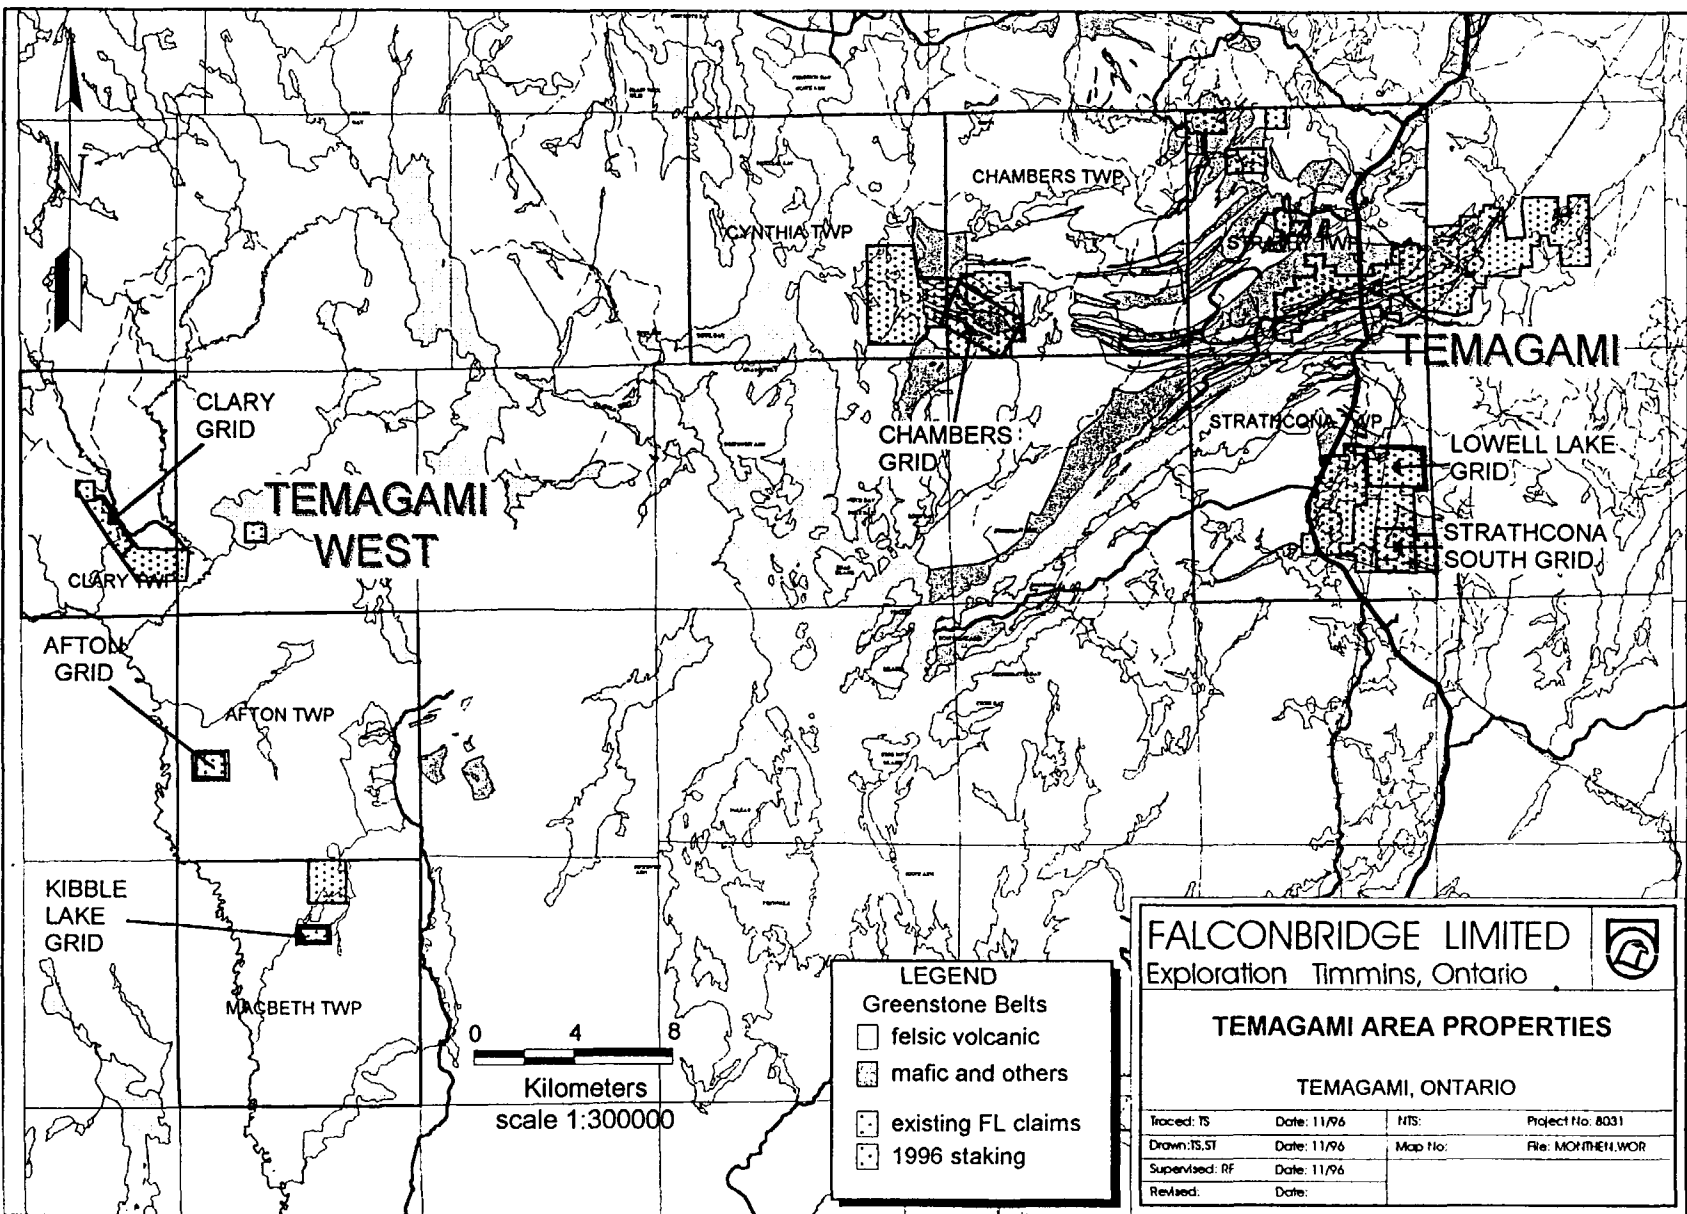 N
CHAMBERS TWP
CYNTHIA TWP
STRATHY TWP
TEMAGAMI
CLARY
GRID
CHAMBERS
GRID
STRATHCONA TWP
LOWELL LAKE
GRID
TEMAGAMI
WEST
STRATHCONA
SOUTH GRID
CLARY TWP
AFTON
GRID
AFTON TWP
KIBBLE
LAKE
GRID
MACBETH TWP
0 4 8
Kilometers
scale 1:300000
LEGEND
Greenstone Belts
felsic volcanic
mafic and others
existing FL claims
1996 staking
FALCONBRIDGE LIMITED
Exploration Timmins, Ontario
TEMAGAMI AREA PROPERTIES
TEMAGAMI, ONTARIO
Traced: TS Date: 11/96 NTS: Project No: 8031
Drawn: TS,ST Date: 11/96 Map No: File: MONTHEN.WOR
Supervised: RF Date: 11/96
Revised: Date: